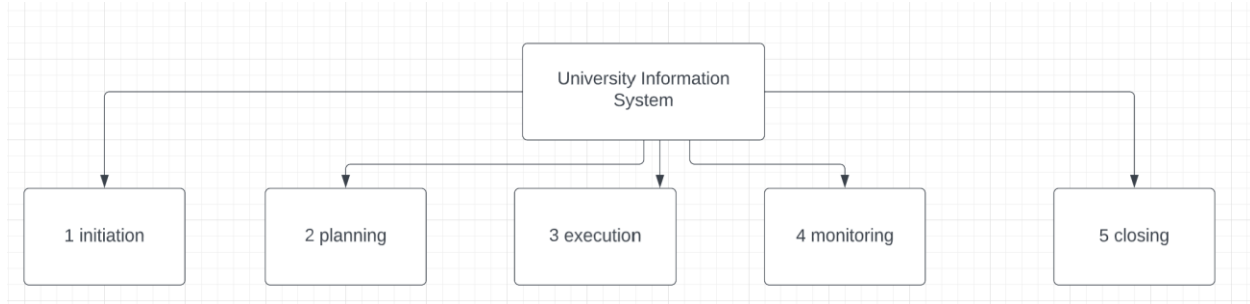 University Information
System
1 initiation
2 planning
3 execution
4 monitoring
5 closing